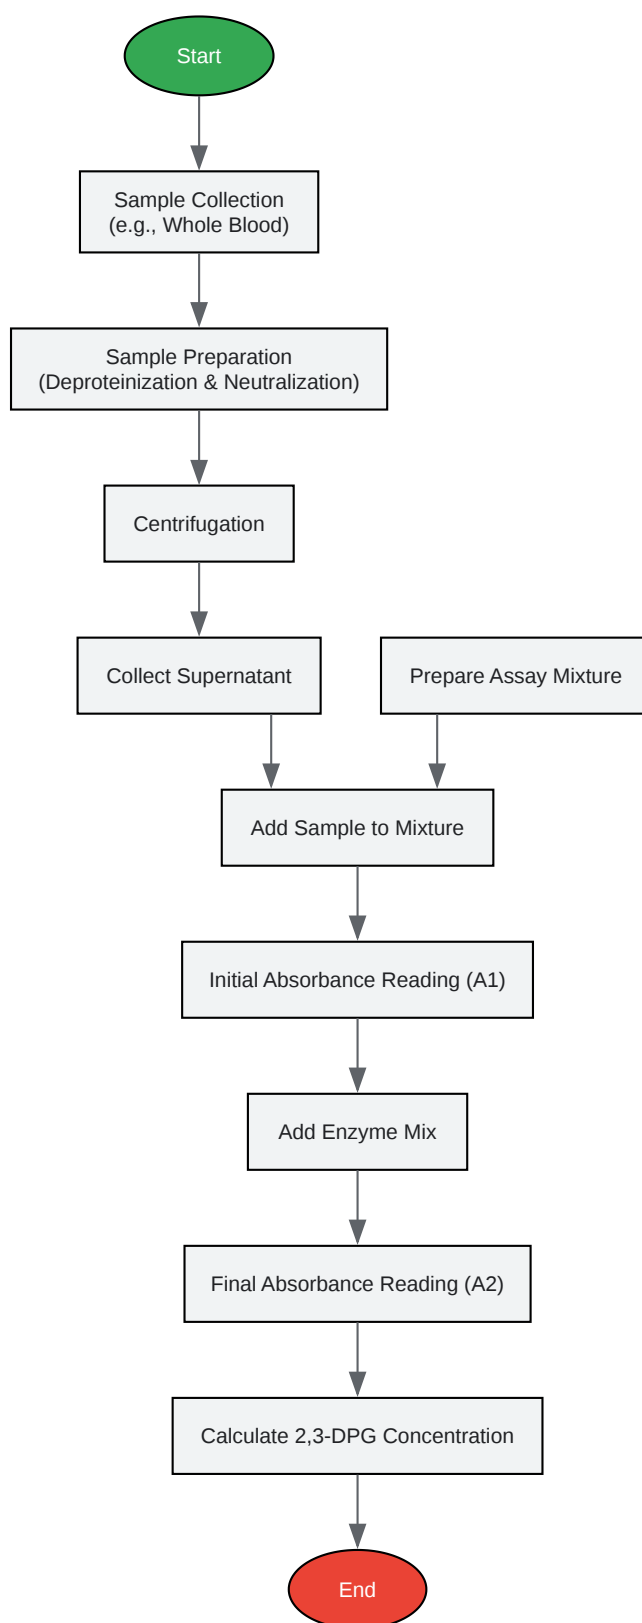 Start
Sample Collection
(e.g., Whole Blood)
Sample Preparation
(Deproteinization & Neutralization)
Centrifugation
Collect Supernatant
Prepare Assay Mixture
Add Sample to Mixture
Initial Absorbance Reading (A1)
Add Enzyme Mix
Final Absorbance Reading (A2)
Calculate 2,3-DPG Concentration
End